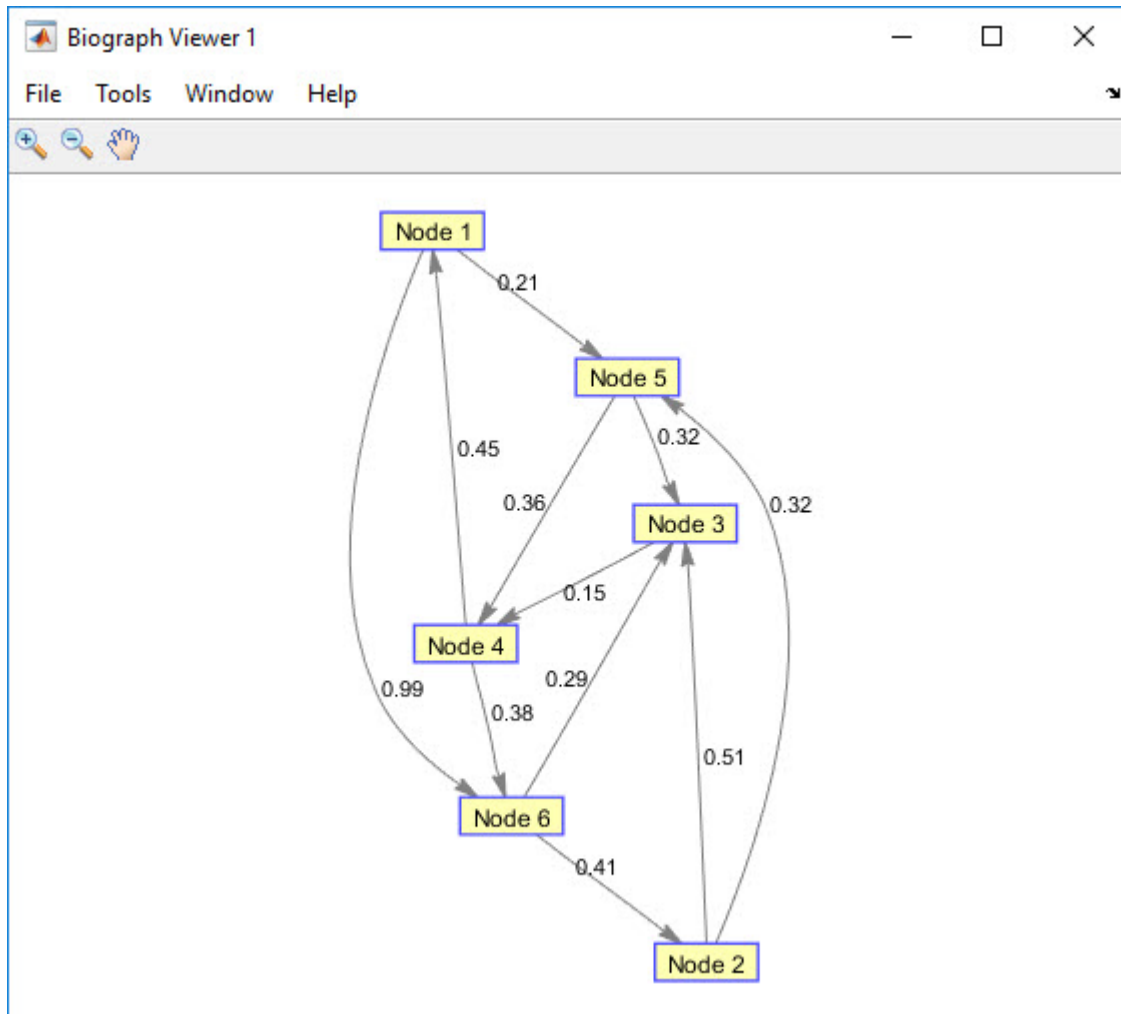 Biograph Viewer 1
File Tools Window Help
Node 1
0.21
Node 5
0.32
0.45
0.36
0.32
Node 3
0.15
Node 4
0.29
0.99
0.38
0.51
Node 6
0.41
Node 2